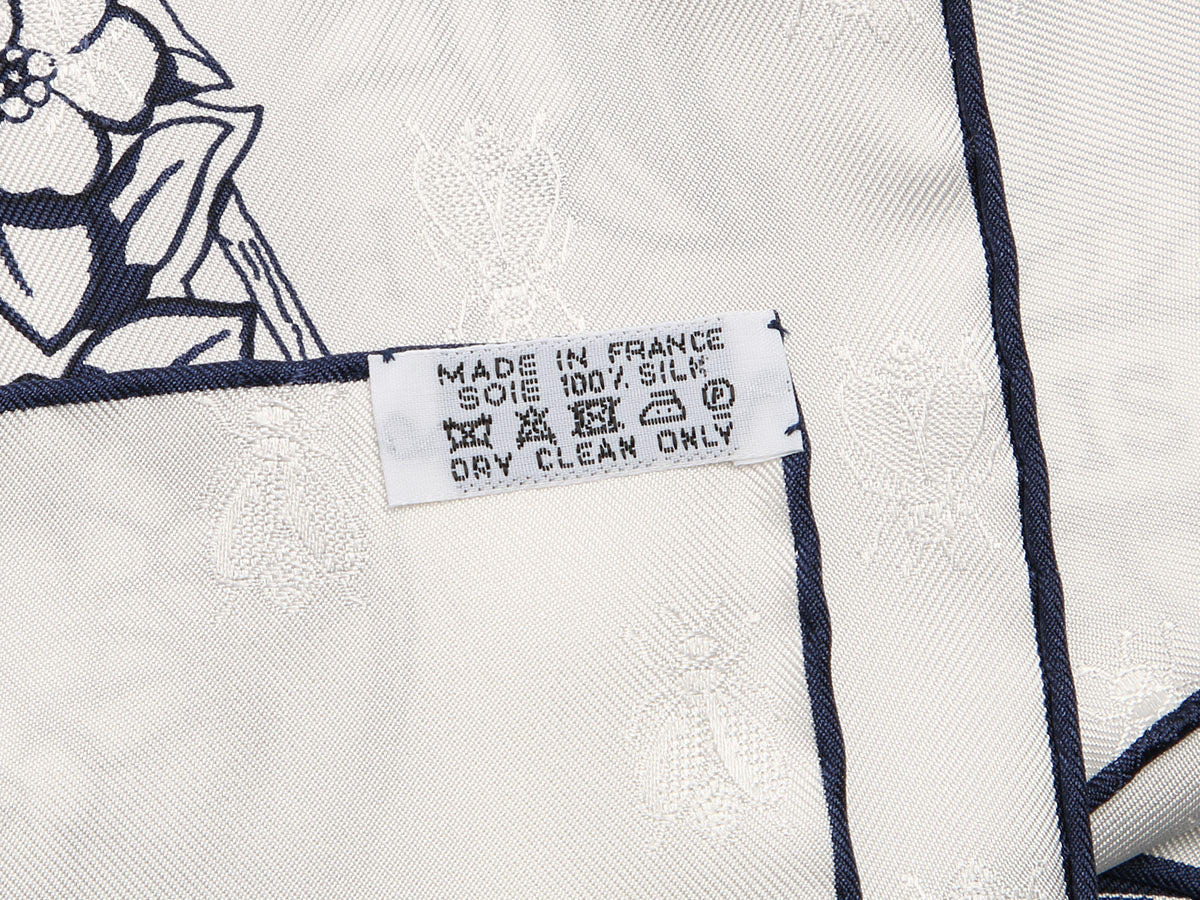 MADE IN FRANCE
SOIE 100% SILK
P
DRY CLEAN ONLY